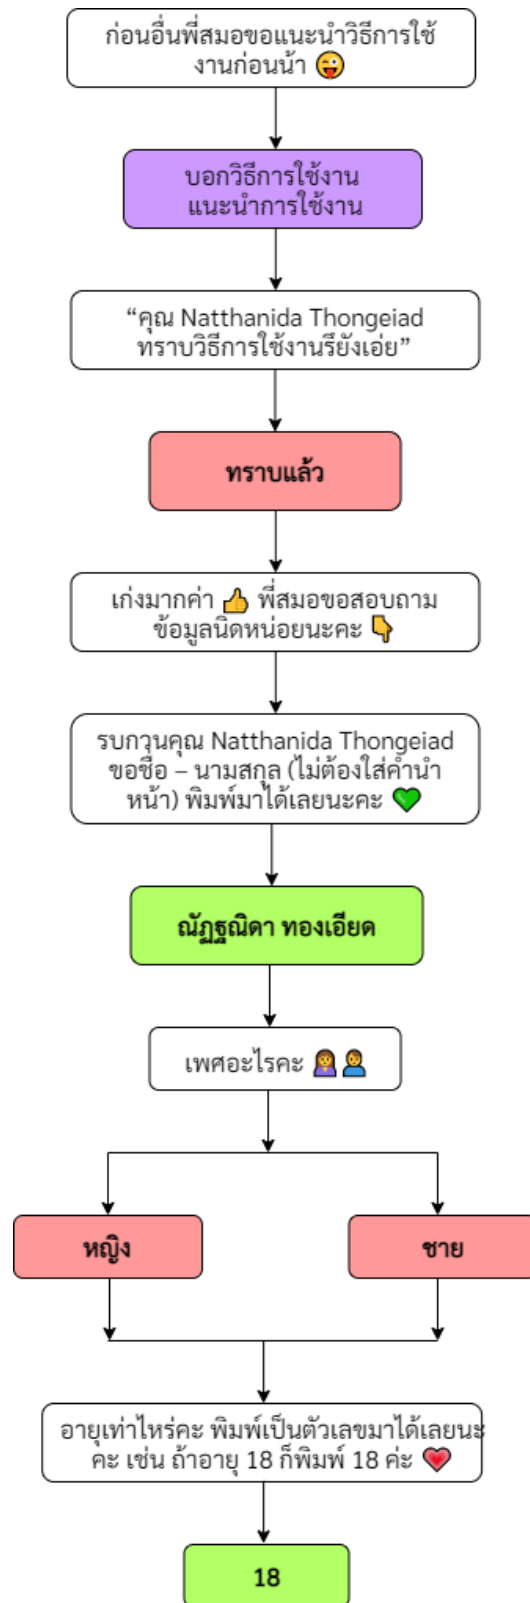 ก่อนอื่นพี่สมอขอแนะนำวิธีการใช้
งานก่อนน้า 😜
บอกวิธีการใช้งาน
แนะนำการใช้งาน
“คุณ Natthanida Thongeiad
ทราบวิธีการใช้งานรึยังเอ่ย”
ทราบแล้ว
เก่งมากค่า 👍 พี่สมอขอสอบถาม
ข้อมูลนิดหน่อยนะคะ 👇
รบกวนคุณ Natthanida Thongeiad
ขอชื่อ – นามสกุล (ไม่ต้องใส่คำนำ
หน้า) พิมพ์มาได้เลยนะคะ 💚
ณัฏฐณิดา ทองเอียด
เพศอะไรคะ 🙍‍♀️🙍‍♂️
หญิง
ชาย
อายุเท่าไหร่คะ พิมพ์เป็นตัวเลขมาได้เลยนะ
คะ เช่น ถ้าอายุ 18 ก็พิมพ์ 18 ค่ะ 💗
18